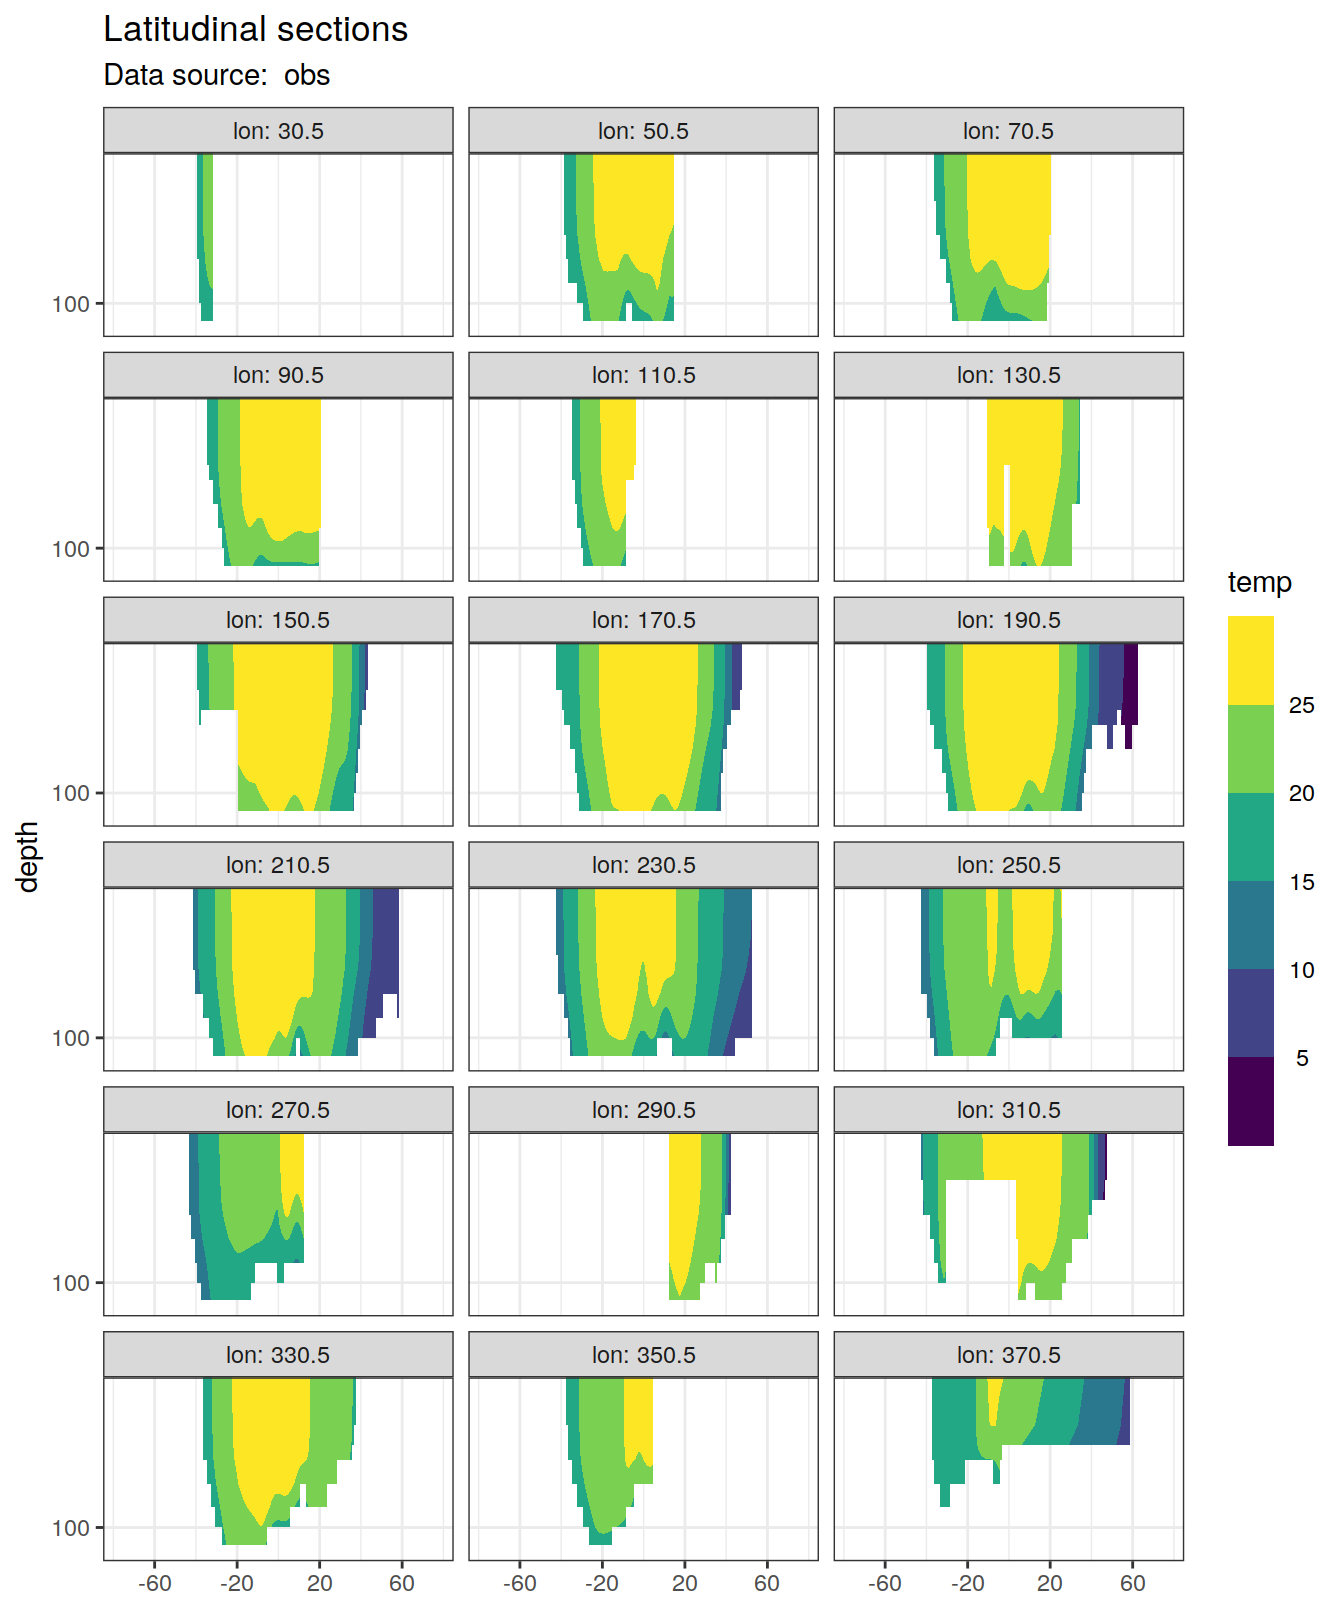 Latitudinal sections
Data source:  obs
lon: 30.5
lon: 50.5
lon: 70.5
100
lon: 90.5
lon: 110.5
lon: 130.5
100
lon: 150.5
lon: 170.5
lon: 190.5
100
lon: 210.5
lon: 230.5
lon: 250.5
100
lon: 270.5
lon: 290.5
lon: 310.5
100
lon: 330.5
lon: 350.5
lon: 370.5
100
-60 -20 20 60
-60 -20 20 60
-60 -20 20 60
depth
temp
25
20
15
10
5